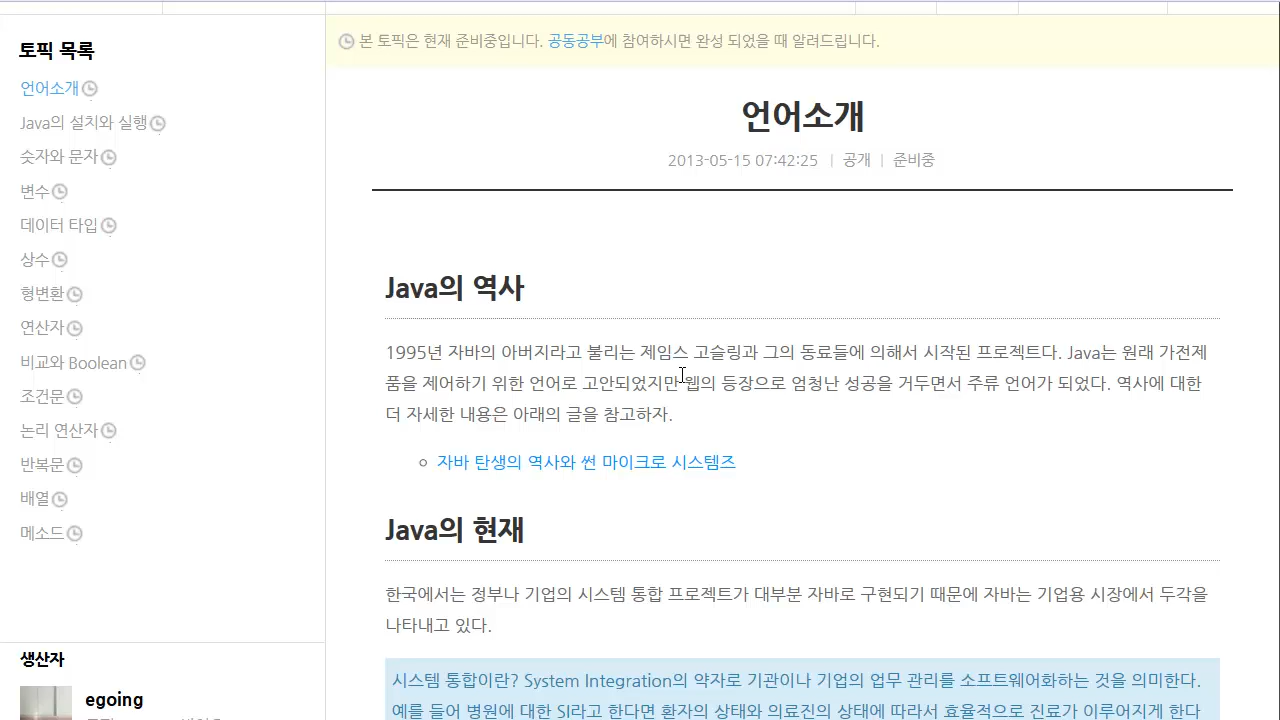 토픽 목록
언어소개
Java의 설치와 실행
숫자와 문자
변수
데이터 타입
상수
형변환
연산자
비교와 Boolean
조건문
논리 연산자
반복문
배열
메소드
생산자
egoing
본 토픽은 현재 준비중입니다. 공동공부에 참여하시면 완성 되었을 때 알려드립니다.
언어소개
2013-05-15 07:42:25 | 공개 | 준비중
Java의 역사
1995년 자바의 아버지라고 불리는 제임스 고슬링과 그의 동료들에 의해서 시작된 프로젝트다. Java는 원래 가전제
품을 제어하기 위한 언어로 고안되었지만 웹의 등장으로 엄청난 성공을 거두면서 주류 언어가 되었다. 역사에 대한
더 자세한 내용은 아래의 글을 참고하자.
자바 탄생의 역사와 썬 마이크로 시스템즈
Java의 현재
한국에서는 정부나 기업의 시스템 통합 프로젝트가 대부분 자바로 구현되기 때문에 자바는 기업용 시장에서 두각을
나타내고 있다.
시스템 통합이란? System Integration의 약자로 기관이나 기업의 업무 관리를 소프트웨어화하는 것을 의미한다.
예를 들어 병원에 대한 SI라고 한다면 환자의 상태와 의료진의 상태에 따라서 효율적으로 진료가 이루어지게 한다